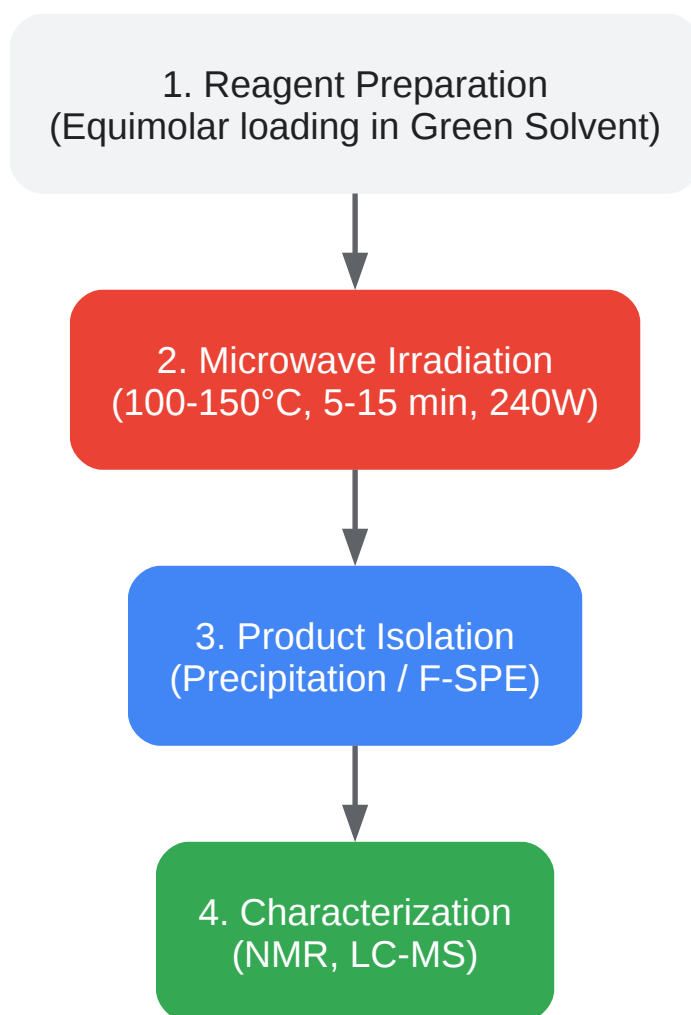 1. Reagent Preparation
(Equimolar loading in Green Solvent)
2. Microwave Irradiation
(100-150°C, 5-15 min, 240W)
3. Product Isolation
(Precipitation / F-SPE)
4. Characterization
(NMR, LC-MS)